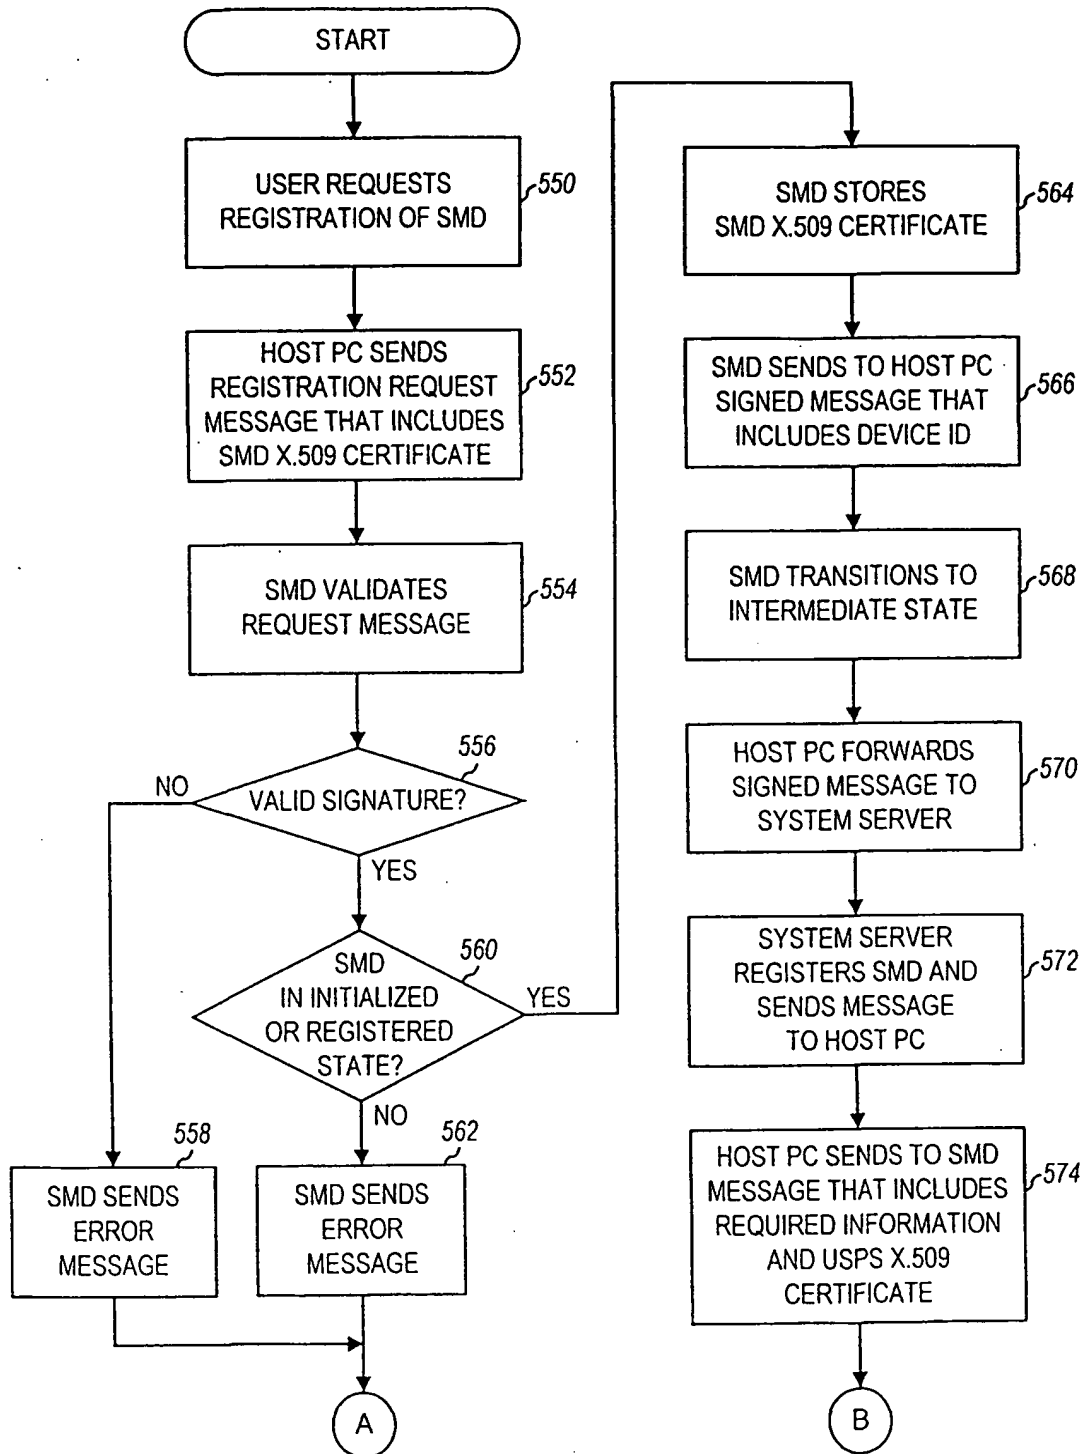 START
USER REQUESTS
REGISTRATION OF SMD
550
HOST PC SENDS
REGISTRATION REQUEST
MESSAGE THAT INCLUDES
SMD X.509 CERTIFICATE
552
SMD VALIDATES
REQUEST MESSAGE
554
556
NO
VALID SIGNATURE?
YES
560
SMD
IN INITIALIZED
OR REGISTERED
STATE?
YES
NO
558
SMD SENDS
ERROR
MESSAGE
562
SMD SENDS
ERROR
MESSAGE
A
SMD STORES
SMD X.509 CERTIFICATE
564
SMD SENDS TO HOST PC
SIGNED MESSAGE THAT
INCLUDES DEVICE ID
566
SMD TRANSITIONS TO
INTERMEDIATE STATE
568
HOST PC FORWARDS
SIGNED MESSAGE TO
SYSTEM SERVER
570
SYSTEM SERVER
REGISTERS SMD AND
SENDS MESSAGE
TO HOST PC
572
HOST PC SENDS TO SMD
MESSAGE THAT INCLUDES
REQUIRED INFORMATION
AND USPS X.509
CERTIFICATE
574
B